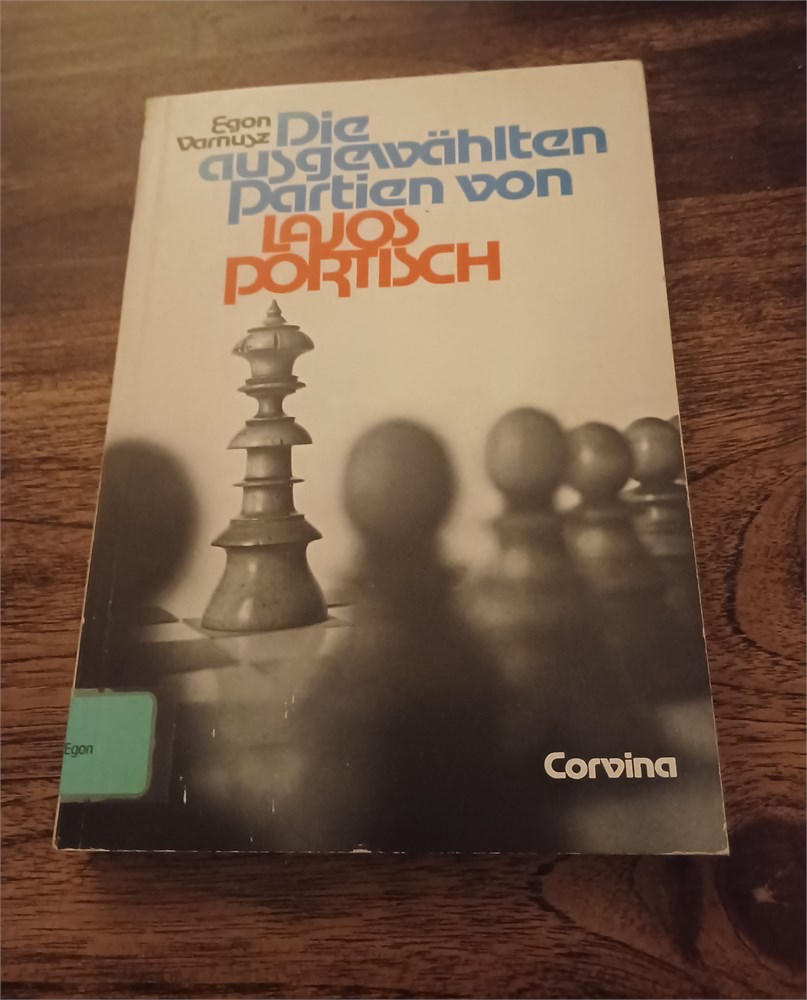 Egon
Varnusz
Die
ausgewählten
Partien von
LAJOS
PORTISCH
Egon
Corvina